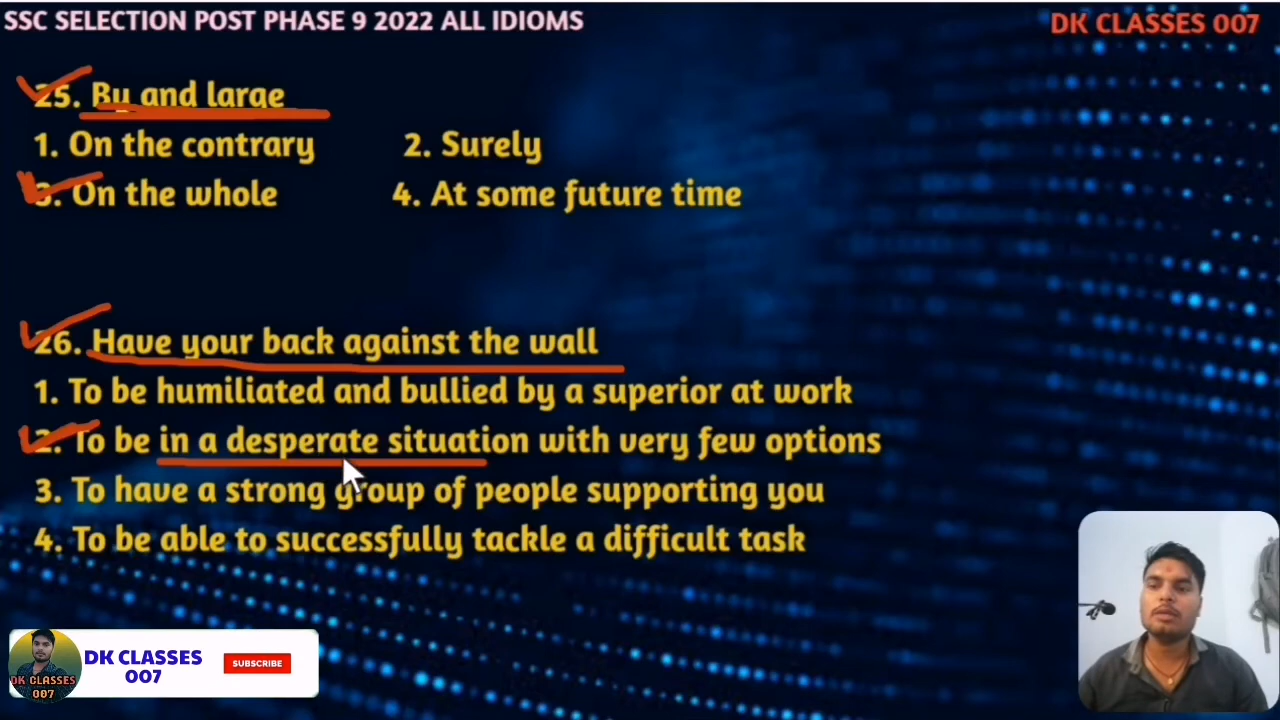 SSC SELECTION POST PHASE 9 2022 ALL IDIOMS
DK CLASSES 007
25. By and large
1. On the contrary 2. Surely
3. On the whole 4. At some future time
26. Have your back against the wall
1. To be humiliated and bullied by a superior at work
2. To be in a desperate situation with very few options
3. To have a strong group of people supporting you
4. To be able to successfully tackle a difficult task
DK CLASSES
007
SUBSCRIBE
DK CLASSES
007